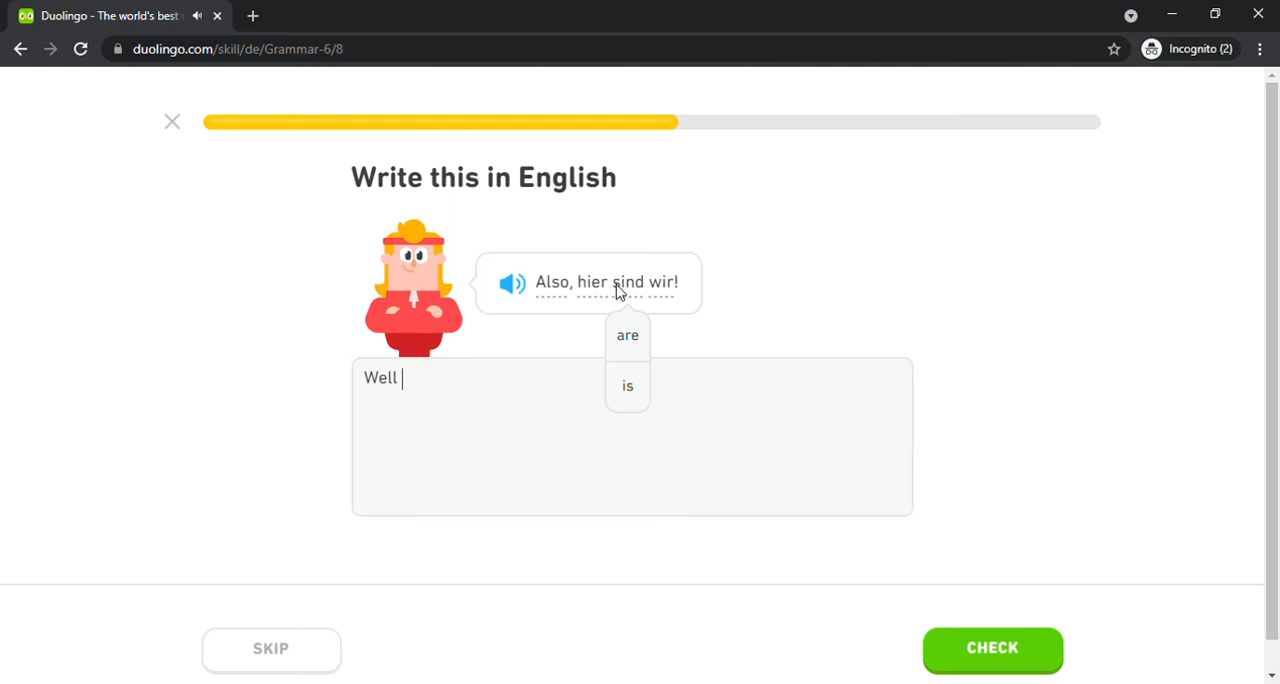 Duolingo - The world's best
duolingo.com/skill/de/Grammar-6/8
Incognito (2)
Write this in English
Also, hier sind wir!
are
is
Well
SKIP
CHECK